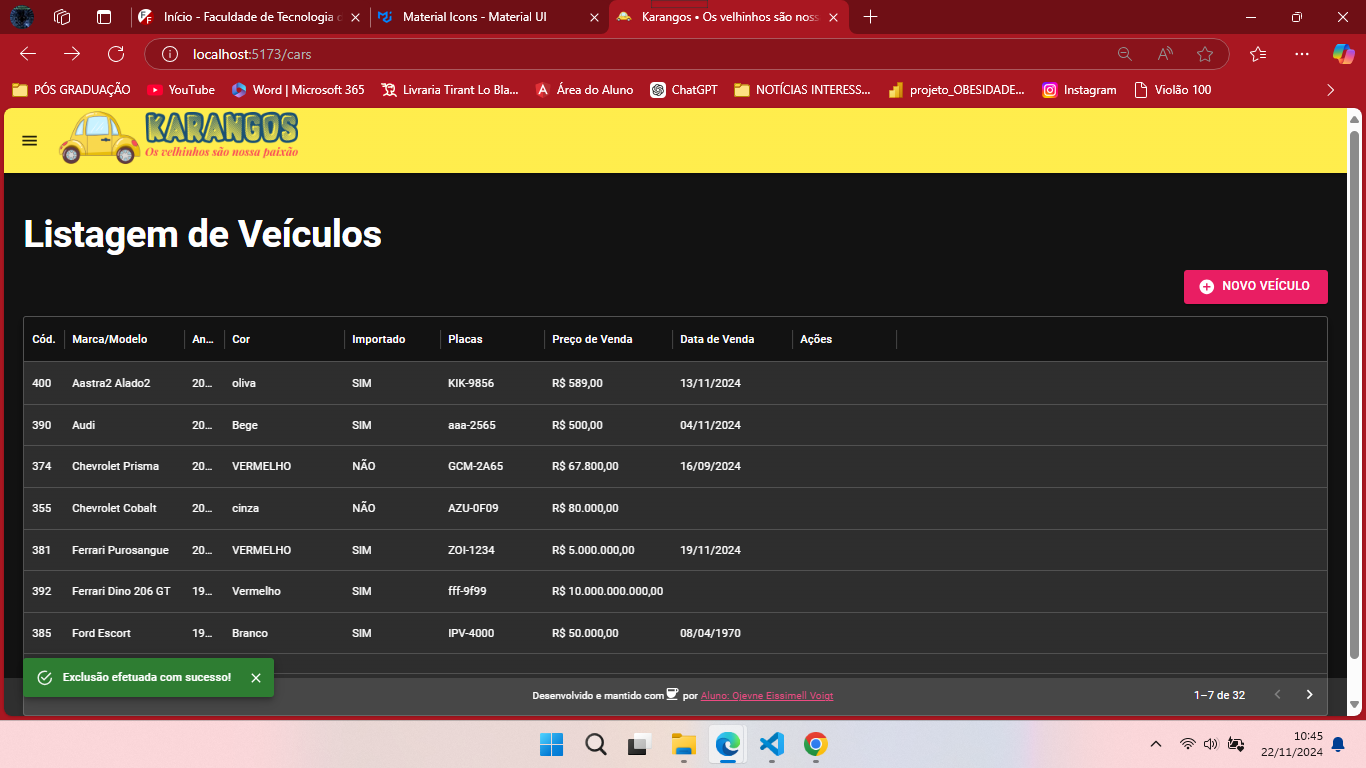 Início - Faculdade de Tecnologia
Material Icons - Material UI
Karangos • Os velhinhos são noss
localhost:5173/cars
PÓS GRADUAÇÃO
YouTube
Word | Microsoft 365
Livraria Tirant Lo Bla...
Área do Aluno
ChatGPT
NOTÍCIAS INTERESS...
projeto_OBESIDADE...
Instagram
Violão 100
KARANGOS
Os velhinhos são nossa paixão
Listagem de Veículos
NOVO VEÍCULO
Cód. Marca/Modelo An... Cor Importado Placas Preço de Venda Data de Venda Ações
400 Aastra2 Alado2 20... oliva SIM KIK-9856 R$ 589,00 13/11/2024
390 Audi 20... Bege SIM aaa-2565 R$ 500,00 04/11/2024
374 Chevrolet Prisma 20... VERMELHO NÃO GCM-2A65 R$ 67.800,00 16/09/2024
355 Chevrolet Cobalt 20... cinza NÃO AZU-0F09 R$ 80.000,00
381 Ferrari Purosangue 20... VERMELHO SIM ZOI-1234 R$ 5.000.000,00 19/11/2024
392 Ferrari Dino 206 GT 19... Vermelho SIM fff-9f99 R$ 10.000.000.000,00
385 Ford Escort 19... Branco SIM IPV-4000 R$ 50.000,00 08/04/1970
Exclusão efetuada com sucesso!
Desenvolvido e mantido com por Aluno: Ojevne Eissimell Voigt
1–7 de 32
10:45
22/11/2024